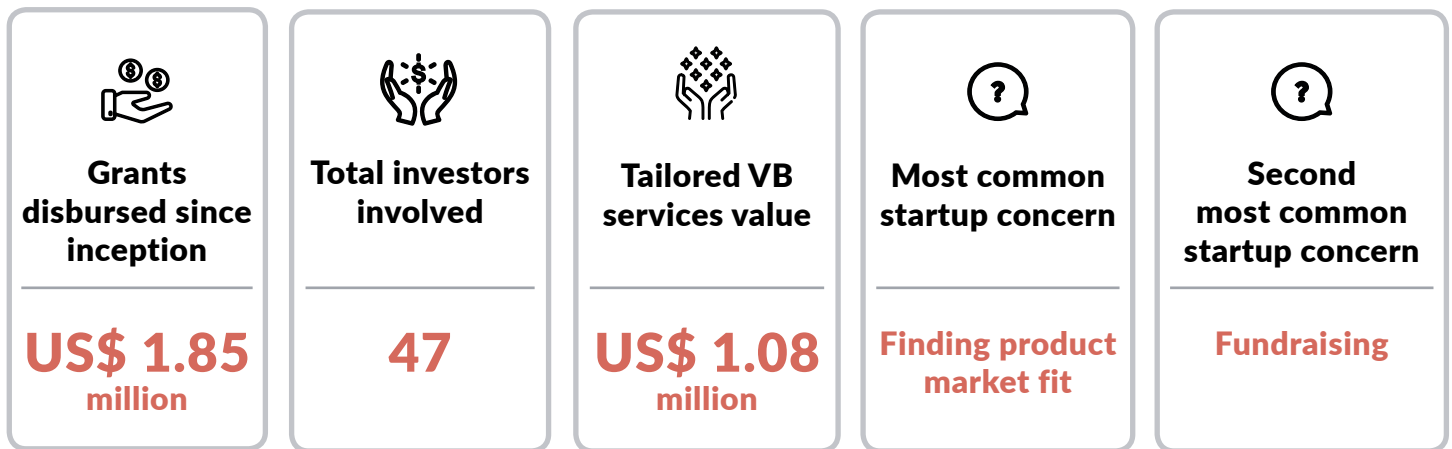 Grants
disbursed since
inception
US$ 1.85
million
Total investors
involved
47
Tailored VB
services value
US$ 1.08
million
Most common
startup concern
Finding product
market fit
Second
most common
startup concern
Fundraising